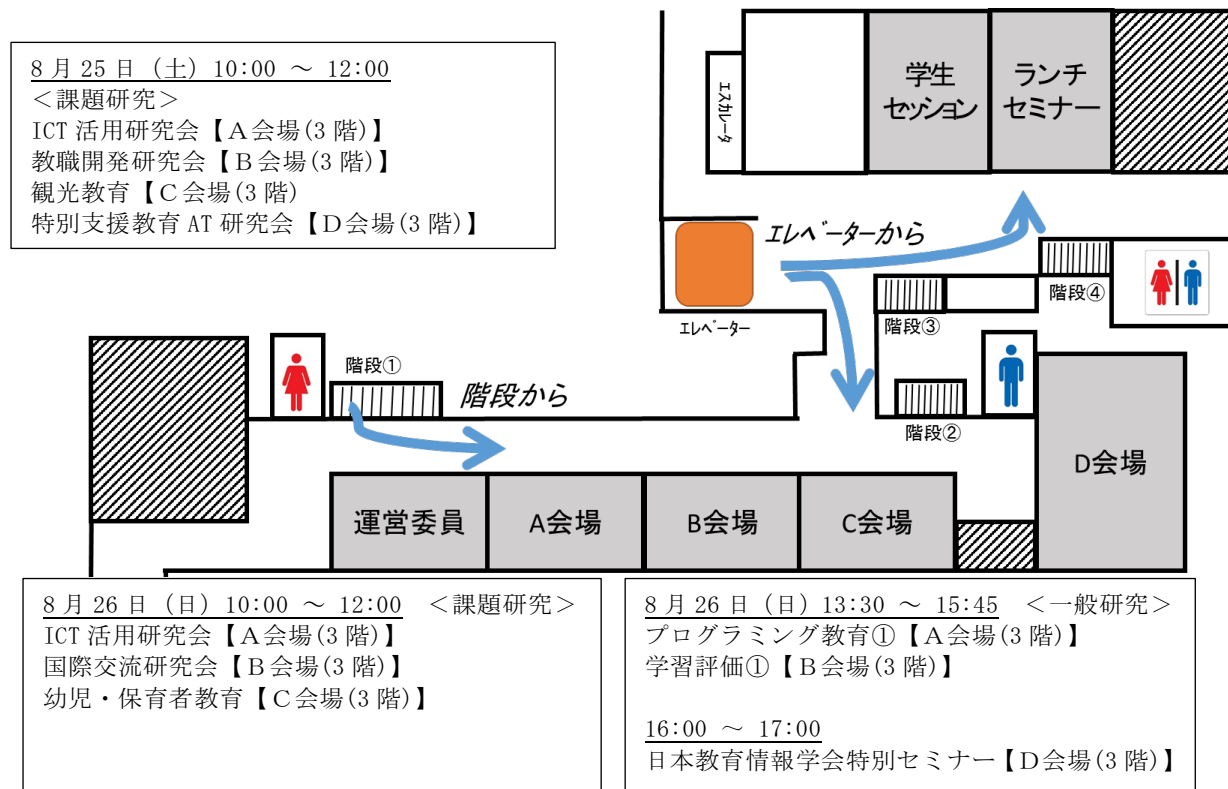 8月25日（土）10:00 ～ 12:00
＜課題研究＞
ICT 活用研究会【A会場(3 階)】
教職開発研究会【B会場(3 階)】
観光教育【C会場(3 階)
特別支援教育 AT 研究会【D会場(3 階)】
エスカレータ
学生
セッション
ランチ
セミナー
エレベーターから
エレベーター
階段④
階段③
階段①
階段から
階段②
運営委員
A会場
B会場
C会場
D会場
8月26日（日）10:00 ～ 12:00 ＜課題研究＞
ICT 活用研究会【A会場(3 階)】
国際交流研究会【B会場(3 階)】
幼児・保育者教育【C会場(3 階)】
8月26日（日）13:30 ～ 15:45 ＜一般研究＞
プログラミング教育①【A会場(3 階)】
学習評価①【B会場(3 階)】
16:00 ～ 17:00
日本教育情報学会特別セミナー【D会場(3 階)】